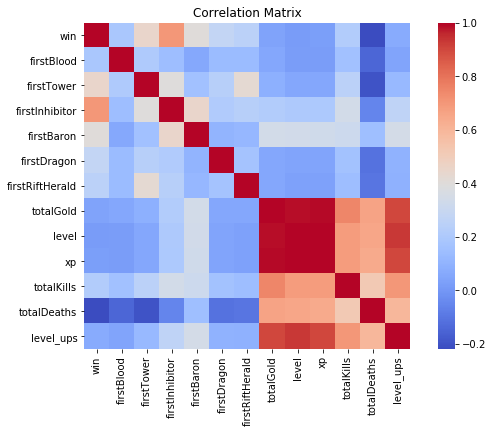 Correlation Matrix
win
firstBlood
firstTower
firstInhibitor
firstBaron
firstDragon
firstRiftHerald
totalGold
level
xp
totalKills
totalDeaths
level_ups
win
firstBlood
firstTower
firstInhibitor
firstBaron
firstDragon
firstRiftHerald
totalGold
level
xp
totalKills
totalDeaths
level_ups
1.0
0.8
0.6
0.4
0.2
0.0
−0.2